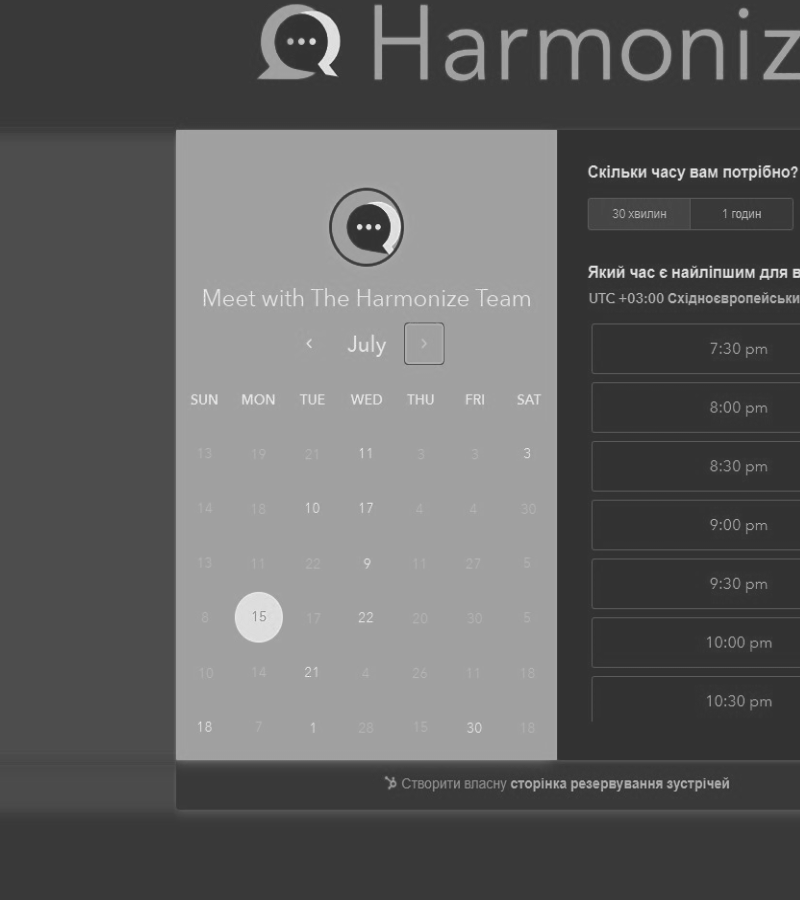 Harmoniz
Meet with The Harmonize Team
July
SUN MON TUE WED THU FRI SAT
13 19 21 11 3 3 3
14 18 10 17 4 4 30
13 11 22 9 11 27 5
8 15 17 22 20 30 5
10 14 21 4 26 11 18
18 7 1 28 15 30 18
Скільки часу вам потрібно?
30 хвилин 1 годин
Який час є найліпшим для в
UTC +03:00 Східноєвропейськи
7:30 pm
8:00 pm
8:30 pm
9:00 pm
9:30 pm
10:00 pm
10:30 pm
Створити власну сторінка резервування зустрічей